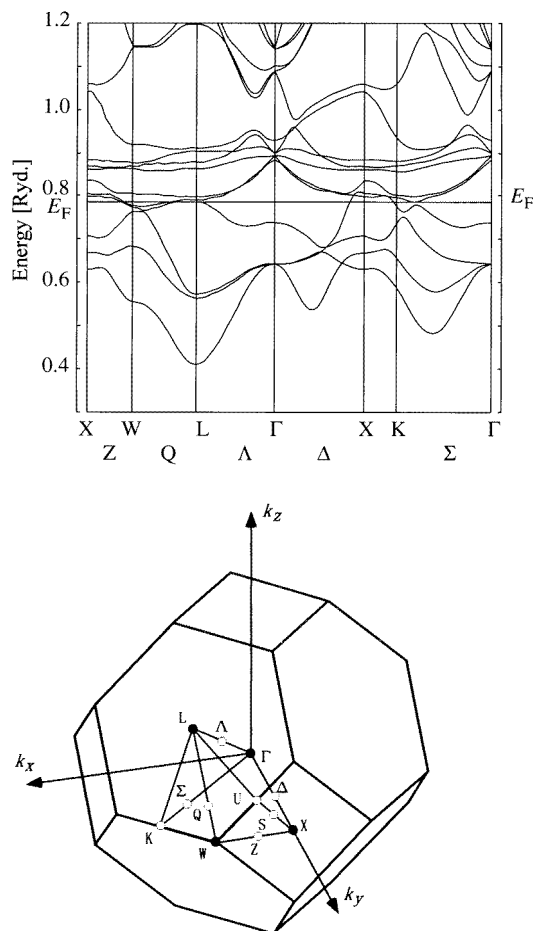 1.2
1.0
Energy [Ryd.]
0.8
E_F E_F
0.6
0.4
X W L Γ X K Γ
Z Q Λ Δ Σ
k_z
L Λ
Γ
k_x
Σ Q U Δ
K W S X
Z
k_y